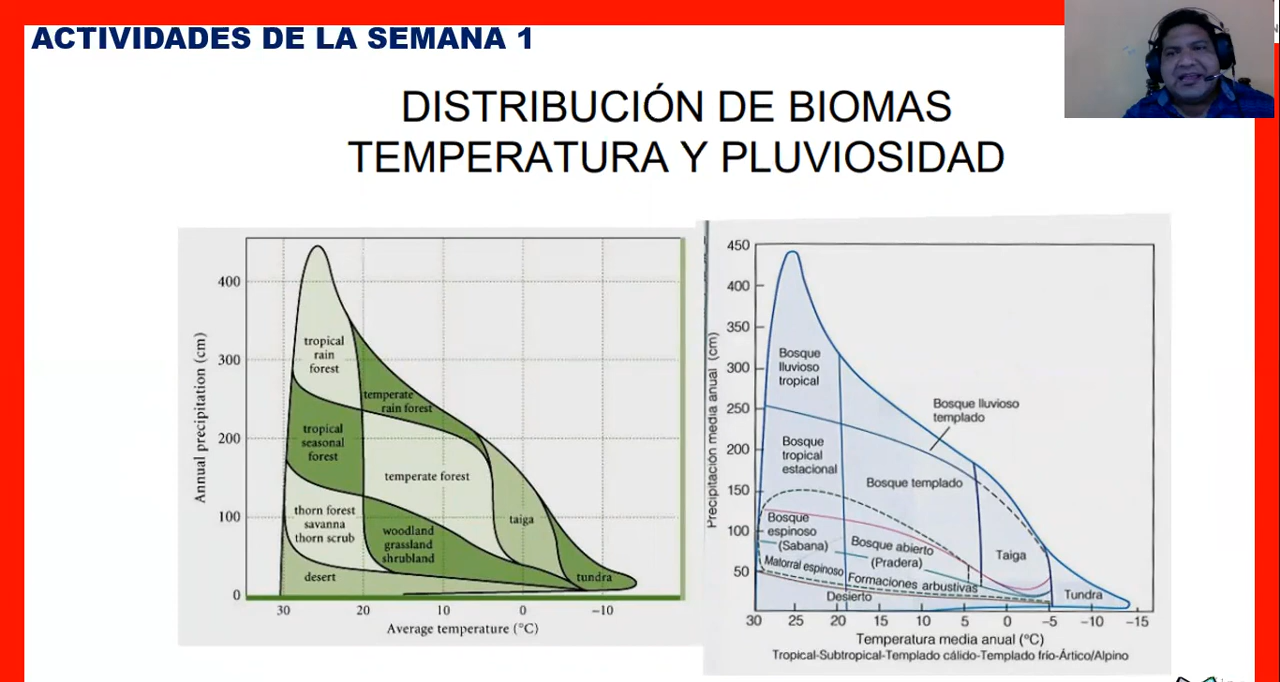 ACTIVIDADES DE LA SEMANA 1
DISTRIBUCIÓN DE BIOMAS
TEMPERATURA Y PLUVIOSIDAD
400
300
200
100
0
Annual precipitation (cm)
tropical
rain
forest
temperate
rain forest
tropical
seasonal
forest
temperate forest
thorn forest
savanna
thorn scrub
woodland
grassland
shrubland
taiga
desert
tundra
30 20 10 0 −10
Average temperature (°C)
450
400
350
300
250
200
150
100
50
Precipitación media anual (cm)
Bosque
lluvioso
tropical
Bosque lluvioso
templado
Bosque
tropical
estacional
Bosque templado
Bosque
espinoso
(Sabana)
Bosque abierto
(Pradera)
Taiga
Matorral espinoso
Formaciones arbustivas
Desierto
Tundra
30 25 20 15 10 5 0 -5 -10 -15
Temperatura media anual (°C)
Tropical-Subtropical-Templado cálido-Templado frío-Ártico/Alpino